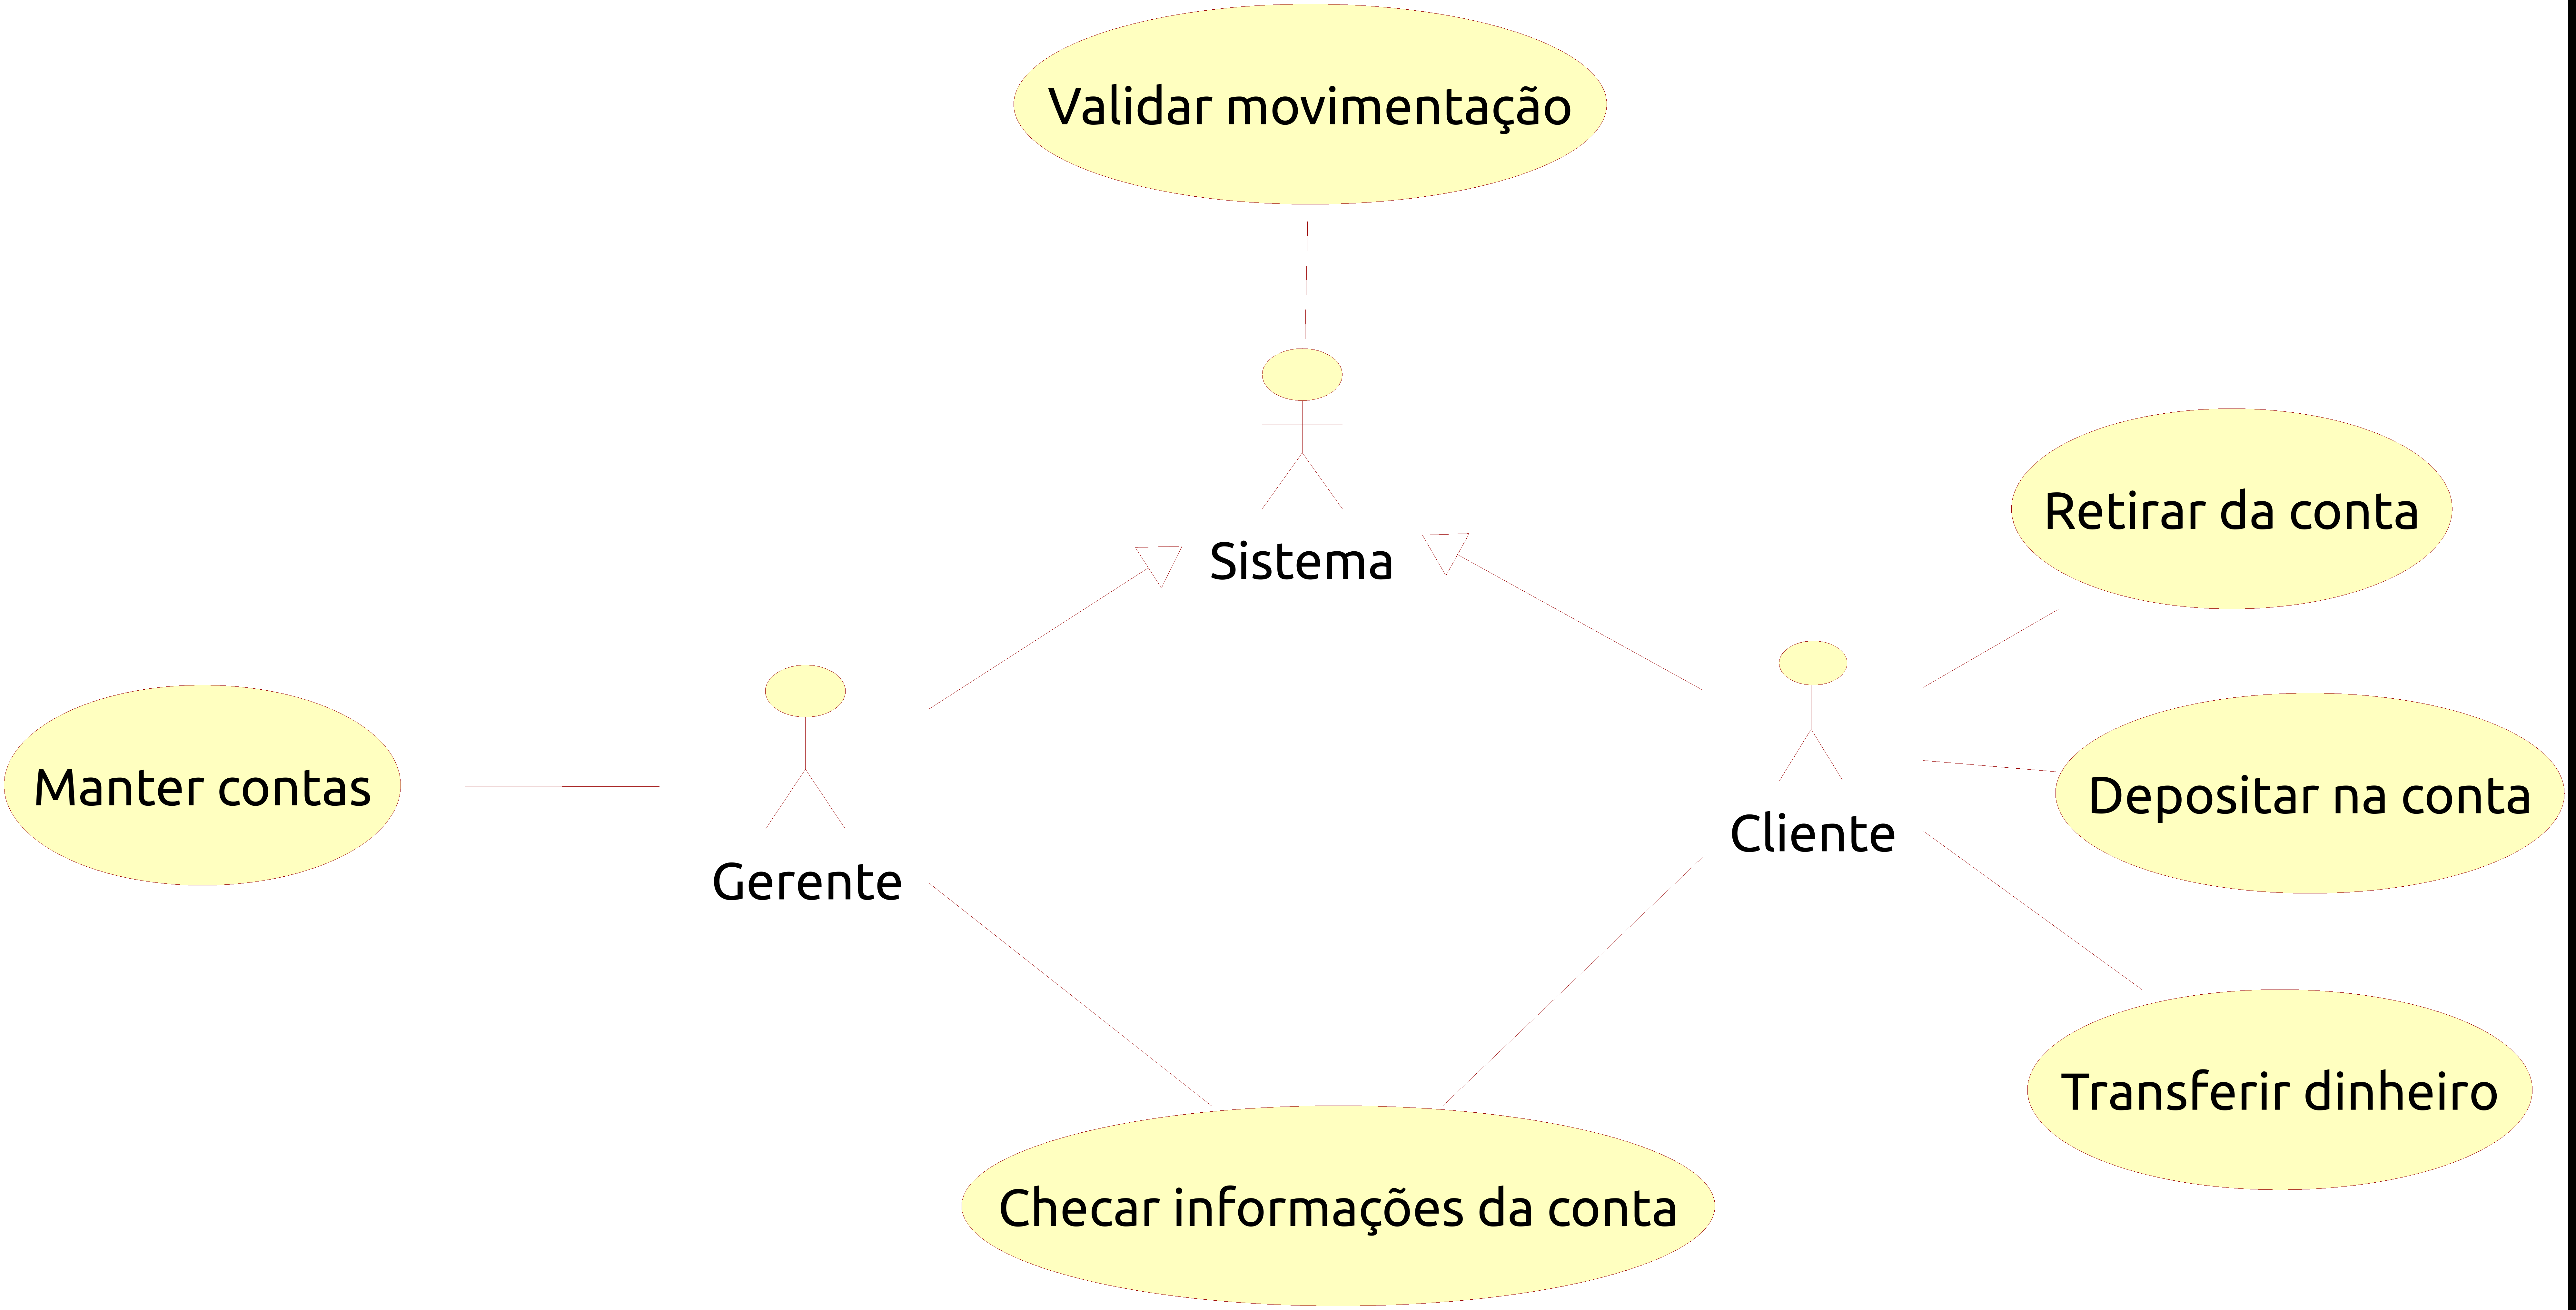 Validar movimentação
Sistema
Retirar da conta
Manter contas
Gerente
Cliente
Depositar na conta
Transferir dinheiro
Checar informações da conta